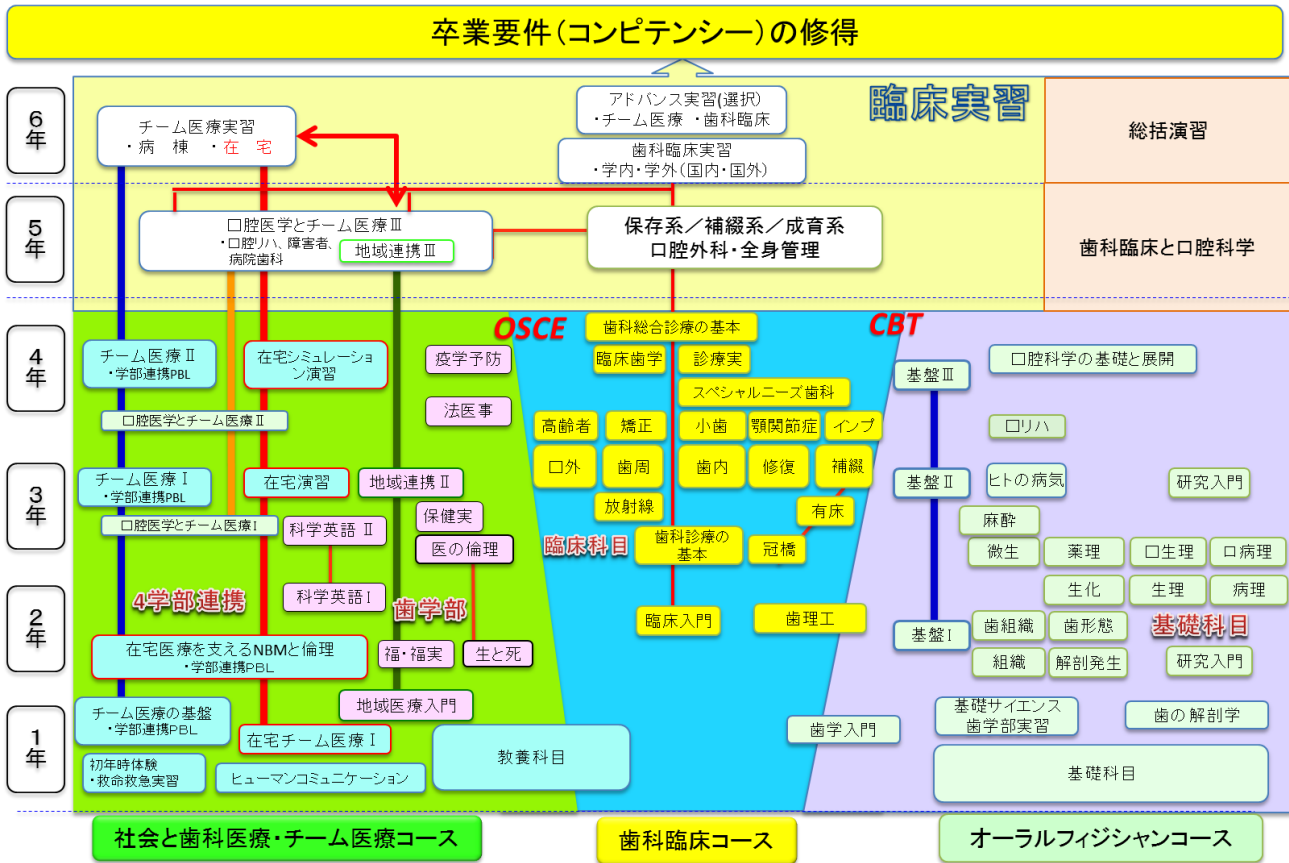 卒業要件(コンピテンシー)の修得
6年
チーム医療実習
・病 棟 ・在 宅
アドバンス実習(選択)
・チーム医療 ・歯科臨床
歯科臨床実習
・学内・学外(国内・国外)
臨床実習
総括演習
5年
口腔医学とチーム医療Ⅲ
・口腔リハ、障害者、
病院歯科
地域連携Ⅲ
保存系/補綴系/成育系
口腔外科・全身管理
歯科臨床と口腔科学
4年
OSCE
CBT
チーム医療Ⅱ
・学部連携PBL
在宅シミュレーショ
ン演習
疫学予防
歯科総合診療の基本
臨床歯学
診療実
スペシャルニーズ歯科
基盤Ⅲ
口腔科学の基礎と展開
口腔医学とチーム医療Ⅱ
法医事
高齢者
矯正
小歯
顎関節症
インプ
口リハ
3年
チーム医療Ⅰ
・学部連携PBL
在宅演習
地域連携Ⅱ
口外
歯周
歯内
修復
補綴
基盤Ⅱ
ヒトの病気
研究入門
口腔医学とチーム医療Ⅰ
科学英語Ⅱ
保健実
医の倫理
放射線
有床
臨床科目
歯科診療の
基本
冠橋
麻酔
微生
薬理
口生理
口病理
2年
4学部連携
科学英語Ⅰ
歯学部
臨床入門
歯理工
生化
生理
病理
基盤Ⅰ
歯組織
歯形態
基礎科目
在宅医療を支えるNBMと倫理
・学部連携PBL
福・福実
生と死
組織
解剖発生
研究入門
1年
チーム医療の基盤
・学部連携PBL
在宅チーム医療Ⅰ
地域医療入門
教養科目
歯学入門
基礎サイエンス
歯学部実習
歯の解剖学
初年時体験
・救命救急実習
ヒューマンコミュニケーション
基礎科目
社会と歯科医療・チーム医療コース
歯科臨床コース
オーラルフィジシャンコース